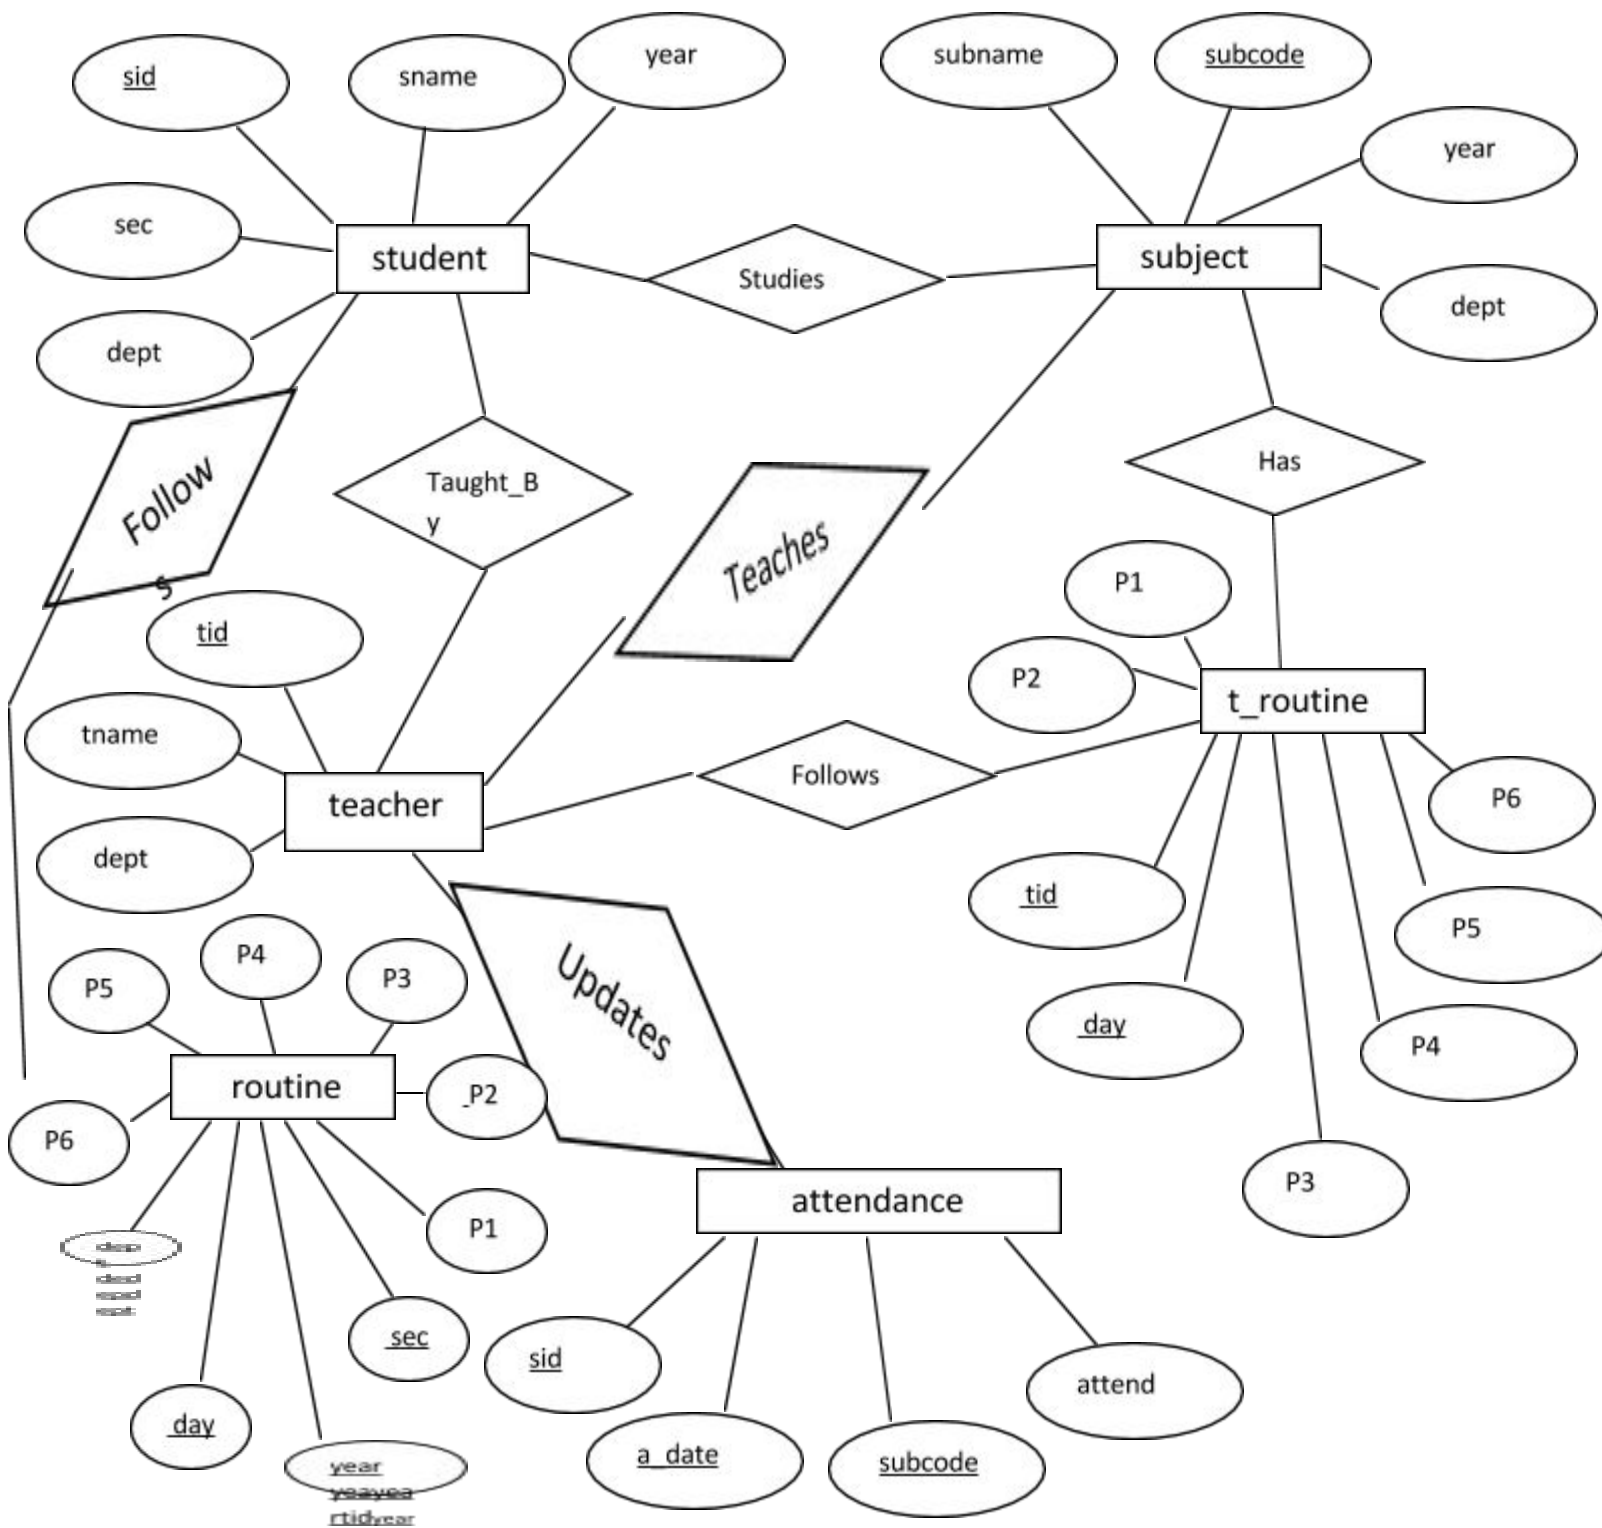 sid
sname
year
subname
subcode
year
sec
student
Studies
subject
dept
dept
Follow
s
Taught_B
y
Teaches
Has
P1
P2
t_routine
tid
tname
teacher
Follows
dept
P6
tid
P5
day
P4
P3
P5
P4
P3
Updates
routine
P2
P6
P1
attendance
sec
sid
attend
day
a_date
subcode
year